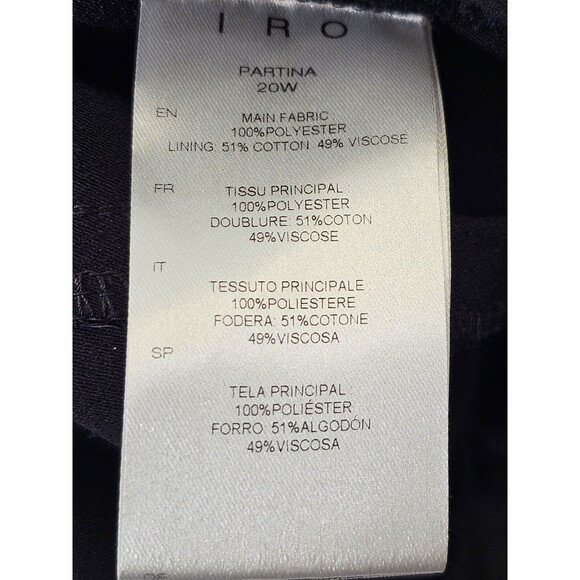 I R O
PARTINA
20W
EN
MAIN FABRIC
100%POLYESTER
LINING: 51% COTTON 49% VISCOSE
FR
TISSU PRINCIPAL
100%POLYESTER
DOUBLURE: 51%COTON
49%VISCOSE
IT
TESSUTO PRINCIPALE
100%POLIESTERE
FODERA: 51%COTONE
49%VISCOSA
SP
TELA PRINCIPAL :
100%POLIÉSTER
FORRO: 51%ALGODÓN
49%VISCOSA